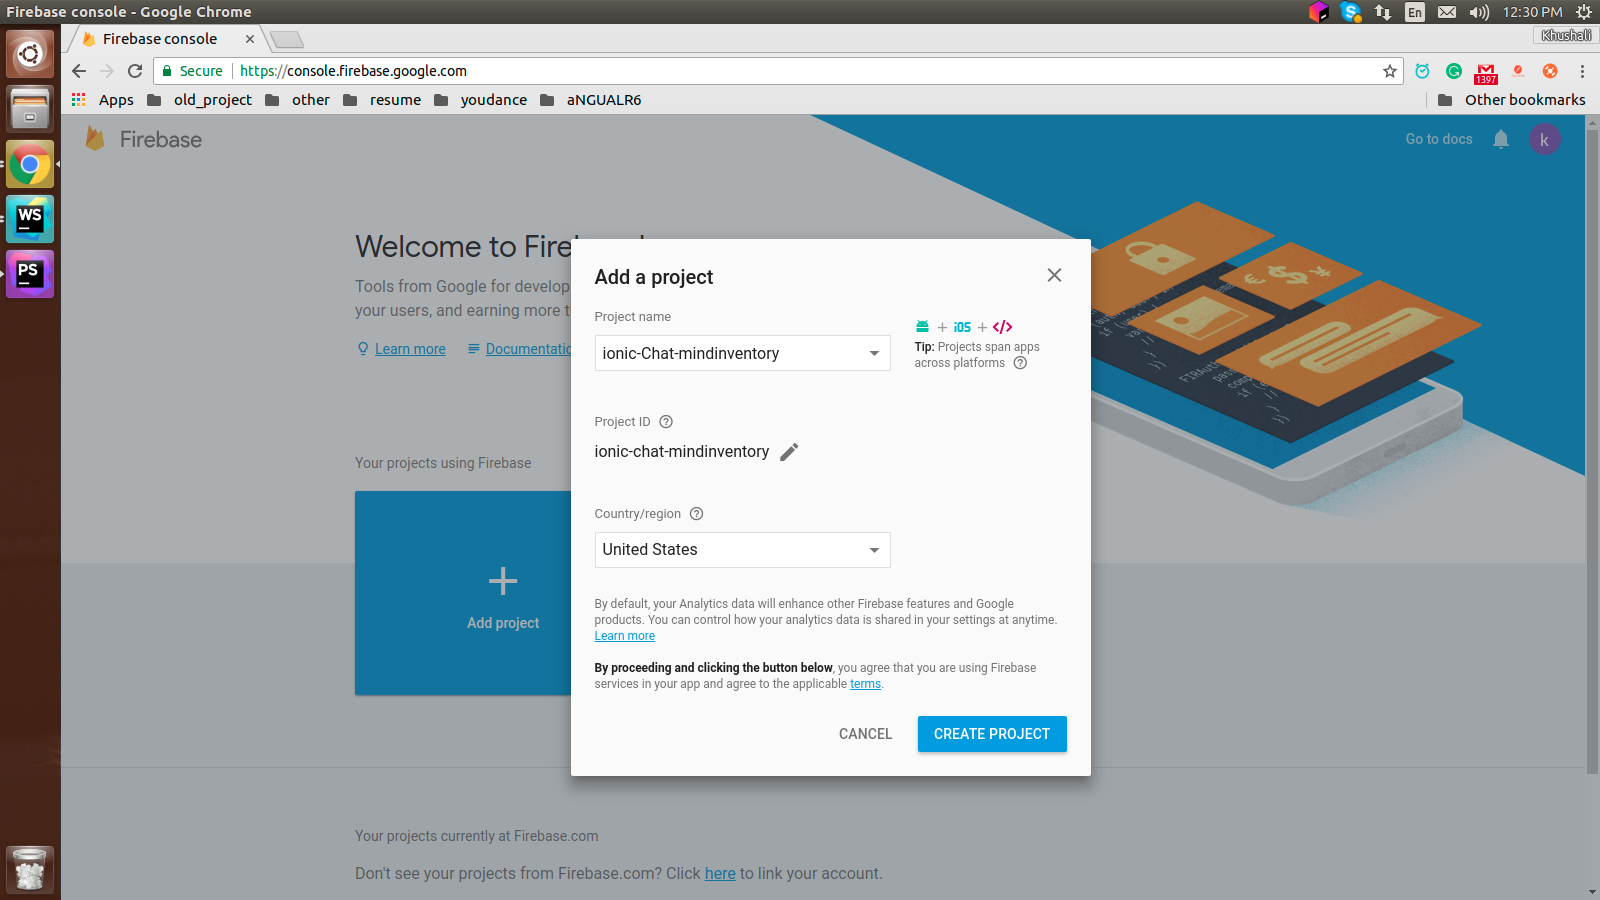 Firebase console - Google Chrome
En
12:30 PM
Firebase console
Khushali
Secure
https://console.firebase.google.com
1397
Apps
old_project
other
resume
youdance
aNGUALR6
Other bookmarks
Firebase
Go to docs
k
WS
PS
Welcome to Fire
Tools from Google for develop
your users, and earning more t
Learn more
Documentatio
Your projects using Firebase
Add project
Add a project
Project name
ionic-Chat-mindinventory
+ iOS + </>
Tip: Projects span apps
across platforms
Project ID
ionic-chat-mindinventory
Country/region
United States
By default, your Analytics data will enhance other Firebase features and Google
products. You can control how your analytics data is shared in your settings at anytime.
Learn more
By proceeding and clicking the button below, you agree that you are using Firebase
services in your app and agree to the applicable terms.
CANCEL
CREATE PROJECT
Your projects currently at Firebase.com
Don't see your projects from Firebase.com? Click here to link your account.